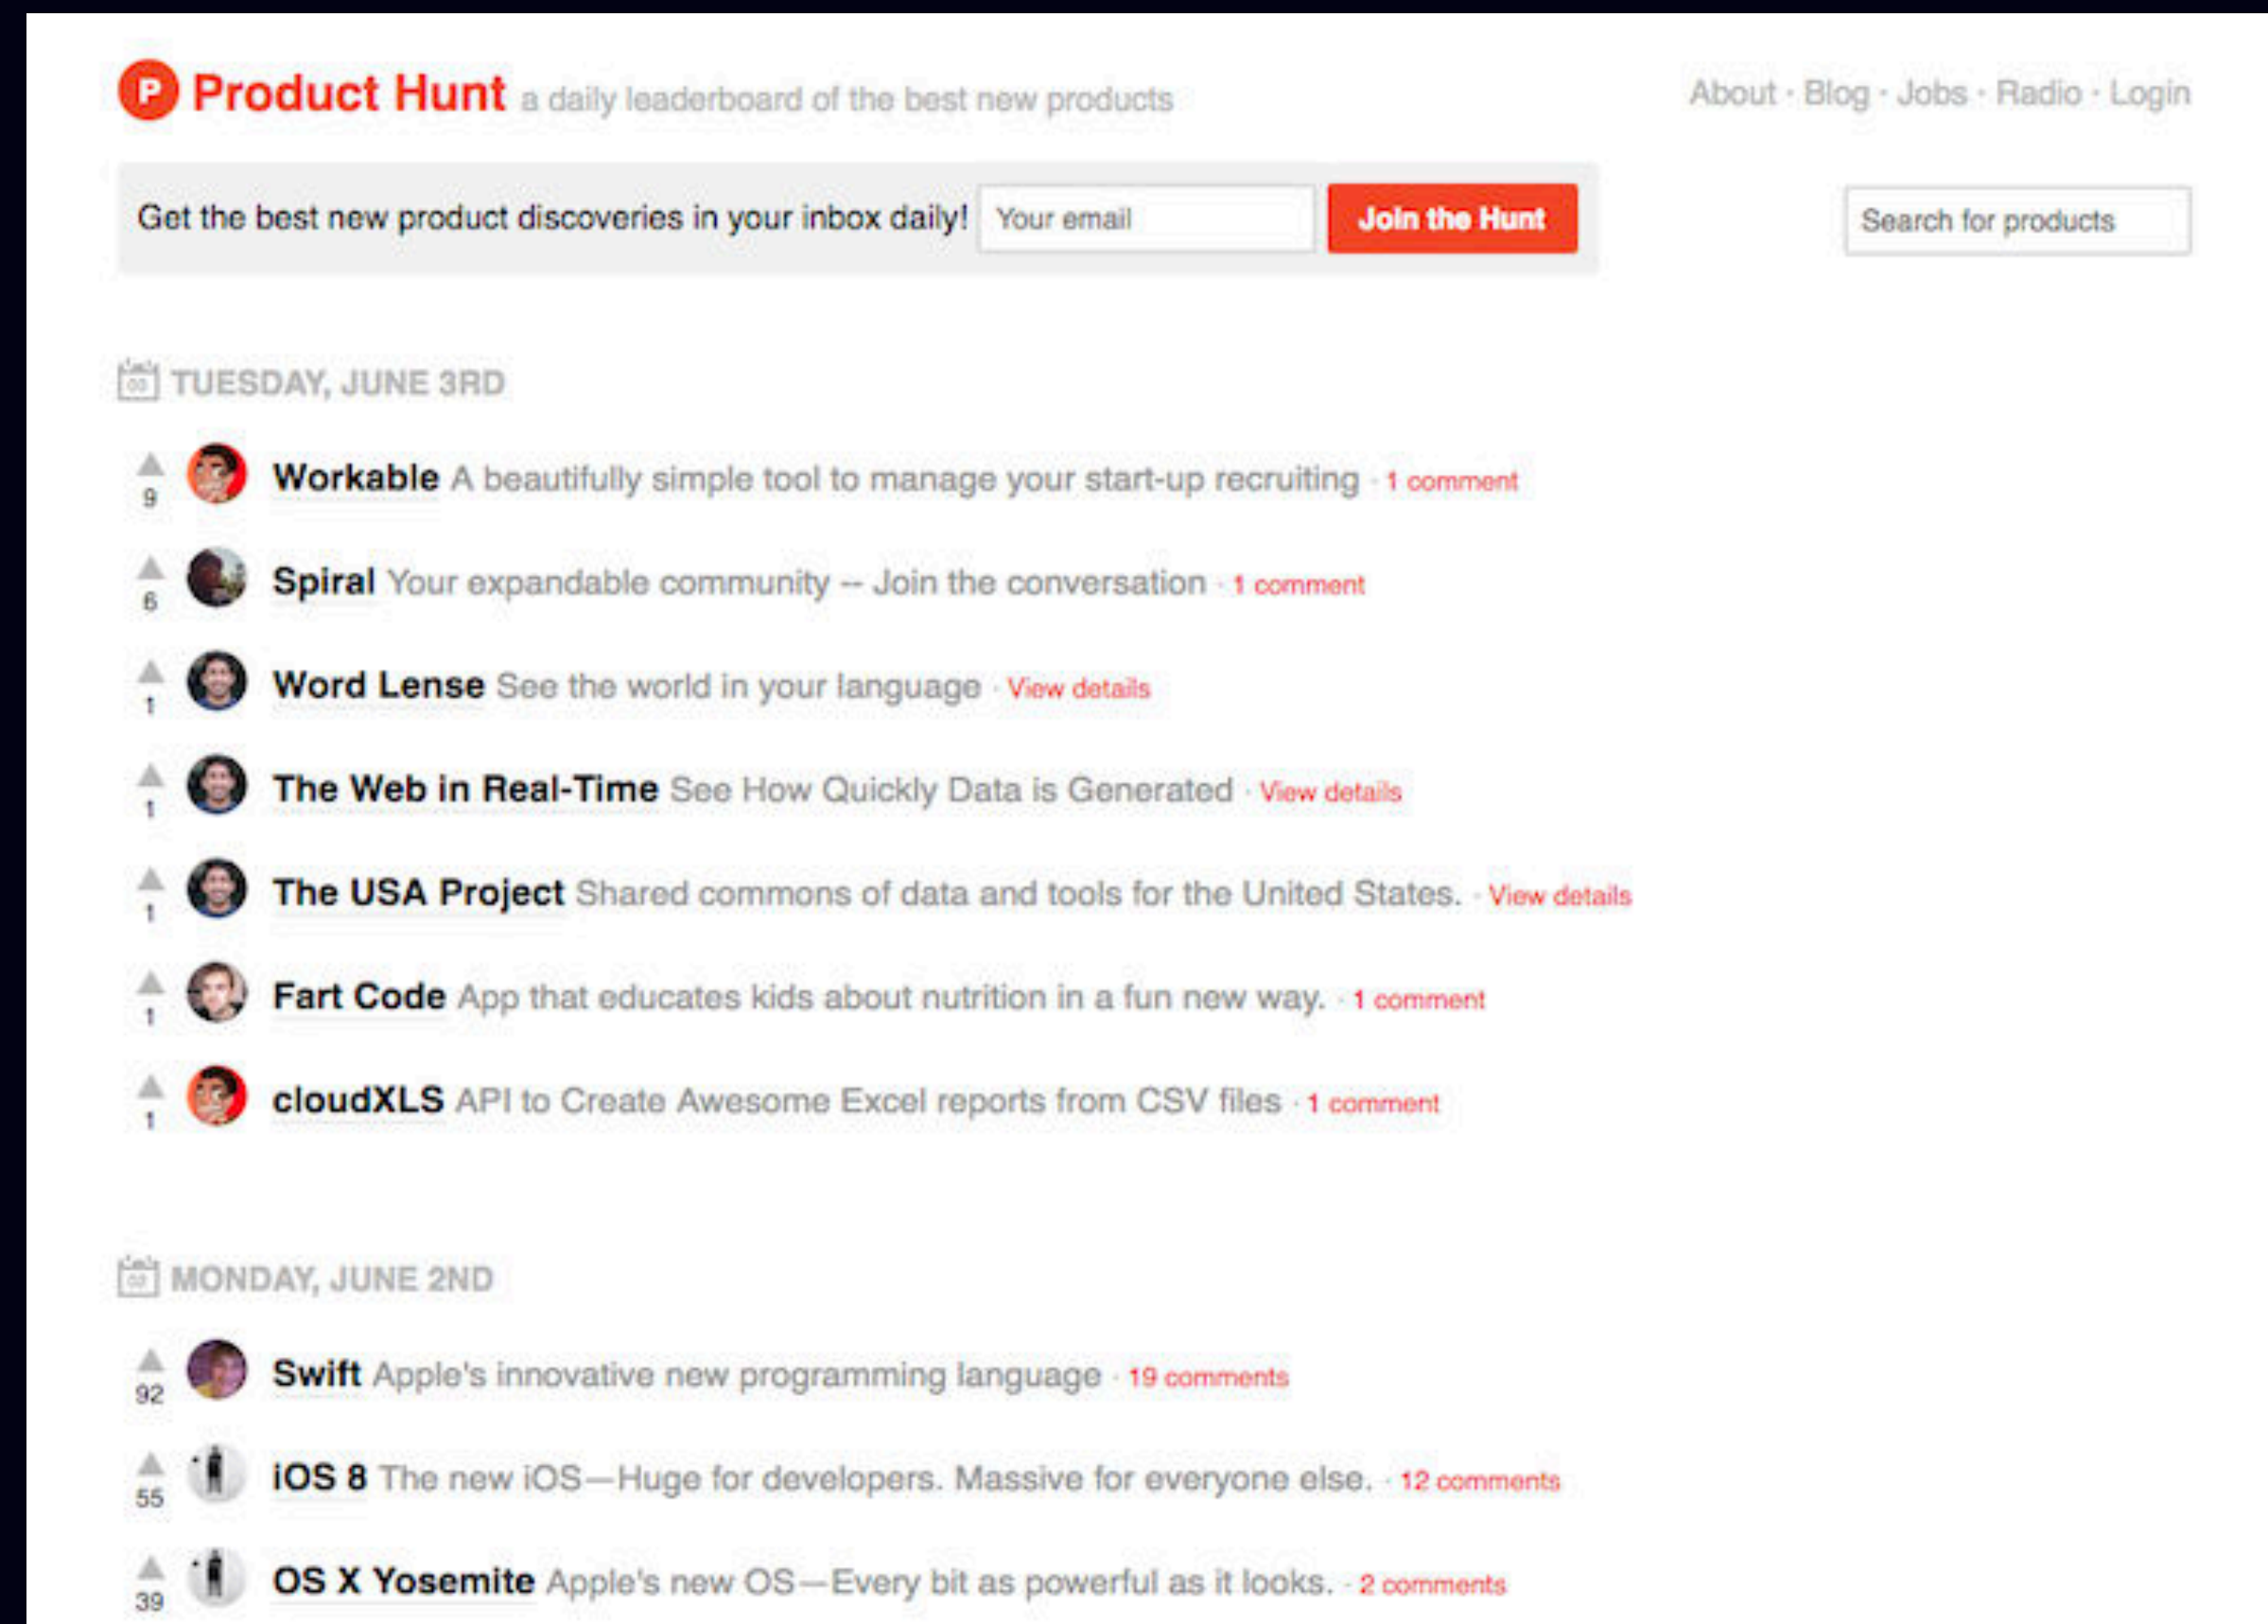 P Product Hunt a daily leaderboard of the best new products
About · Blog · Jobs · Radio · Login
Get the best new product discoveries in your inbox daily! Your email Join the Hunt
Search for products
03 TUESDAY, JUNE 3RD
9 Workable A beautifully simple tool to manage your start-up recruiting · 1 comment
6 Spiral Your expandable community -- Join the conversation · 1 comment
1 Word Lense See the world in your language · View details
1 The Web in Real-Time See How Quickly Data is Generated · View details
1 The USA Project Shared commons of data and tools for the United States. · View details
1 Fart Code App that educates kids about nutrition in a fun new way. · 1 comment
1 cloudXLS API to Create Awesome Excel reports from CSV files · 1 comment
02 MONDAY, JUNE 2ND
92 Swift Apple's innovative new programming language · 19 comments
55 iOS 8 The new iOS—Huge for developers. Massive for everyone else. · 12 comments
39 OS X Yosemite Apple's new OS—Every bit as powerful as it looks. · 2 comments